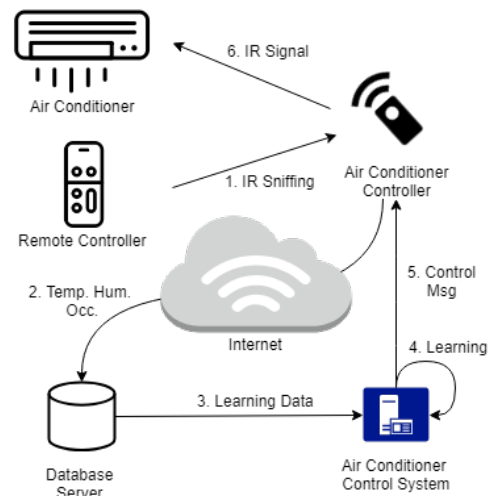 6. IR Signal
Air Conditioner
1. IR Sniffing
Air Conditioner
Controller
Remote Controller
2. Temp. Hum.
Occ.
5. Control
Msg
Internet
4. Learning
3. Learning Data
Database
Server
Air Conditioner
Control System